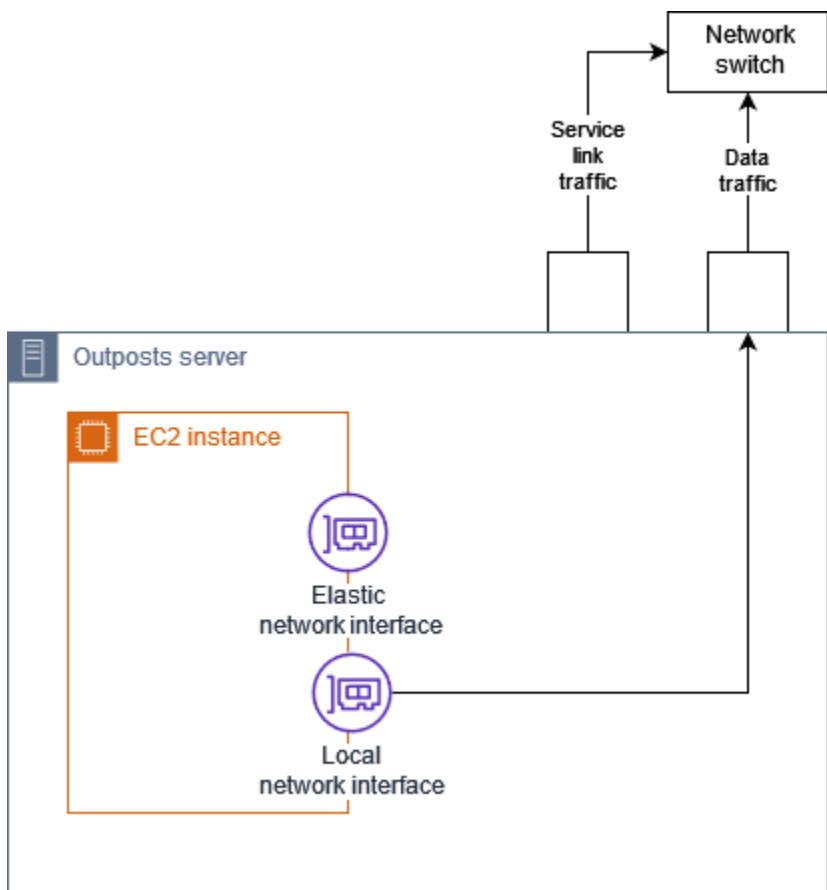 Network
switch
Service
link
traffic
Data
traffic
Outposts server
EC2 instance
Elastic
network interface
Local
network interface